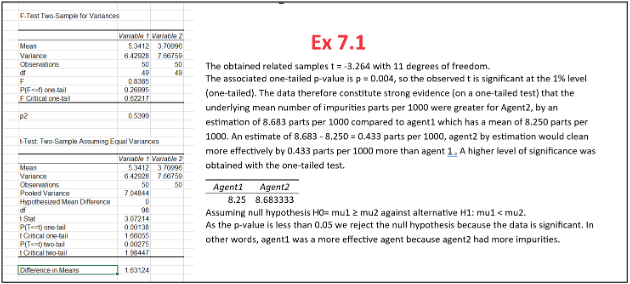 F-Test Two-Sample for Variances
Variable 1 Variable 2
Mean 5.3412 3.70996
Variance 6.42928 7.66759
Observations 50 50
df 49 49
F 0.8385
P(F<=f) one-tail 0.26995
F Critical one-tail 0.62217
p2 0.5399
t-Test: Two-Sample Assuming Equal Variances
Variable 1 Variable 2
Mean 5.3412 3.70996
Variance 6.42928 7.66759
Observations 50 50
Pooled Variance 7.04844
Hypothesized Mean Difference 0
df 98
t Stat 3.07214
P(T<=t) one-tail 0.00138
t Critical one-tail 1.66055
P(T<=t) two-tail 0.00275
t Critical two-tail 1.98447
Difference in Means 1.63124
Ex 7.1
The obtained related samples t = -3.264 with 11 degrees of freedom.
The associated one-tailed p-value is p = 0.004, so the observed t is significant at the 1% level
(one-tailed). The data therefore constitute strong evidence (on a one-tailed test) that the
underlying mean number of impurities parts per 1000 were greater for Agent2, by an
estimation of 8.683 parts per 1000 compared to agent1 which has a mean of 8.250 parts per
1000. An estimate of 8.683 - 8.250 = 0.433 parts per 1000, agent2 by estimation would clean
more effectively by 0.433 parts per 1000 more than agent 1. A higher level of significance was
obtained with the one-tailed test.
Agent1 Agent2
8.25 8.683333
Assuming null hypothesis H0= mu1 ≥ mu2 against alternative H1: mu1 < mu2.
As the p-value is less than 0.05 we reject the null hypothesis because the data is significant. In
other words, agent1 was a more effective agent because agent2 had more impurities.